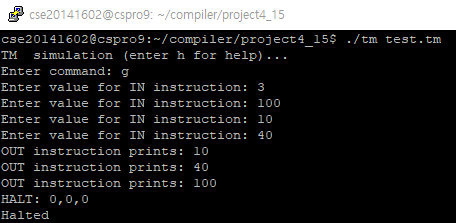 cse20141602@cspro9: ~/compiler/project4_15
cse20141602@cspro9:~/compiler/project4_15$ ./tm test.tm
TM  simulation (enter h for help)...
Enter command: g
Enter value for IN instruction: 3
Enter value for IN instruction: 100
Enter value for IN instruction: 10
Enter value for IN instruction: 40
OUT instruction prints: 10
OUT instruction prints: 40
OUT instruction prints: 100
HALT: 0,0,0
Halted